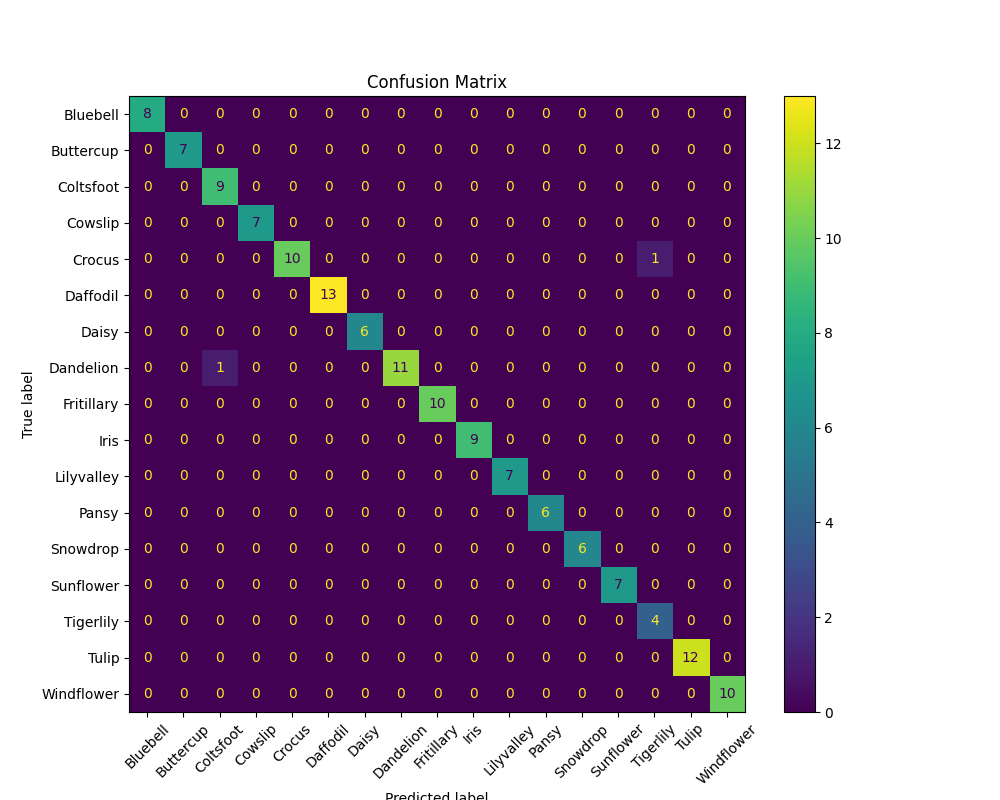 Confusion Matrix
Bluebell 8 0 0 0 0 0 0 0 0 0 0 0 0 0 0 0 0
Buttercup 0 7 0 0 0 0 0 0 0 0 0 0 0 0 0 0 0
Coltsfoot 0 0 9 0 0 0 0 0 0 0 0 0 0 0 0 0 0
Cowslip 0 0 0 7 0 0 0 0 0 0 0 0 0 0 0 0 0
Crocus 0 0 0 0 10 0 0 0 0 0 0 0 0 0 1 0 0
Daffodil 0 0 0 0 0 13 0 0 0 0 0 0 0 0 0 0 0
Daisy 0 0 0 0 0 0 6 0 0 0 0 0 0 0 0 0 0
Dandelion 0 0 1 0 0 0 0 11 0 0 0 0 0 0 0 0 0
Fritillary 0 0 0 0 0 0 0 0 10 0 0 0 0 0 0 0 0
Iris 0 0 0 0 0 0 0 0 0 9 0 0 0 0 0 0 0
Lilyvalley 0 0 0 0 0 0 0 0 0 0 7 0 0 0 0 0 0
Pansy 0 0 0 0 0 0 0 0 0 0 0 6 0 0 0 0 0
Snowdrop 0 0 0 0 0 0 0 0 0 0 0 0 6 0 0 0 0
Sunflower 0 0 0 0 0 0 0 0 0 0 0 0 0 7 0 0 0
Tigerlily 0 0 0 0 0 0 0 0 0 0 0 0 0 0 4 0 0
Tulip 0 0 0 0 0 0 0 0 0 0 0 0 0 0 0 12 0
Windflower 0 0 0 0 0 0 0 0 0 0 0 0 0 0 0 0 10
True label
Bluebell Buttercup Coltsfoot Cowslip Crocus Daffodil Daisy Dandelion Fritillary Iris Lilyvalley Pansy Snowdrop Sunflower Tigerlily Tulip Windflower
Predicted label
12
10
8
6
4
2
0